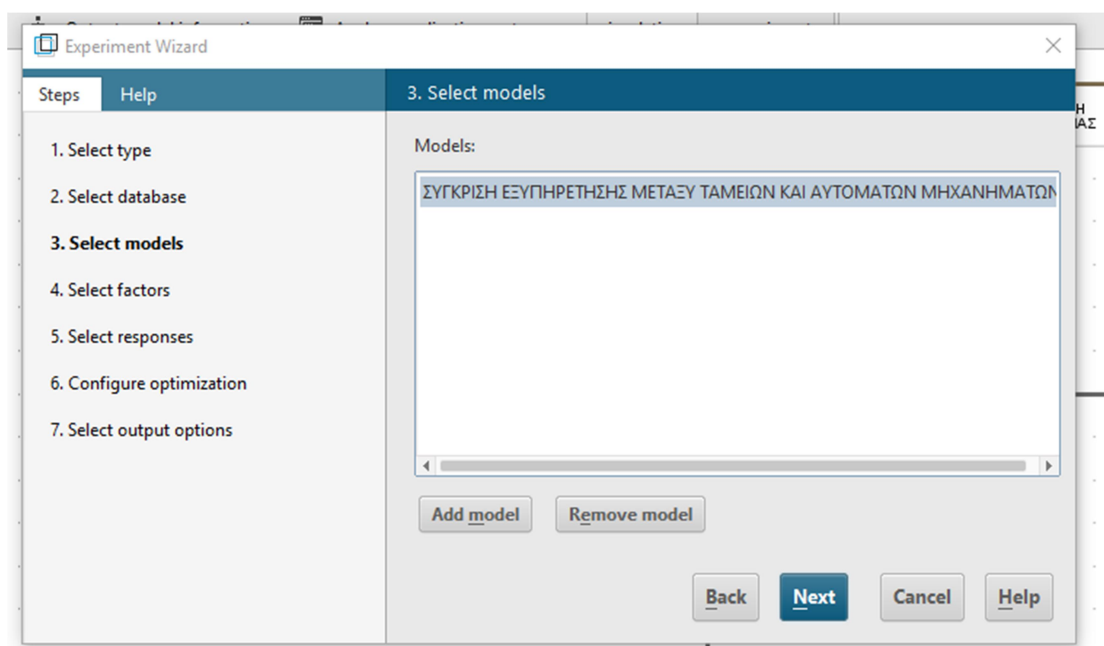 Experiment Wizard
Steps
Help
3. Select models
1. Select type
2. Select database
3. Select models
4. Select factors
5. Select responses
6. Configure optimization
7. Select output options
Models:
ΣΥΓΚΡΙΣΗ ΕΞΥΠΗΡΕΤΗΣΗΣ ΜΕΤΑΞΥ ΤΑΜΕΙΩΝ ΚΑΙ ΑΥΤΟΜΑΤΩΝ ΜΗΧΑΝΗΜΑΤΩΝ
Add model
Remove model
Back
Next
Cancel
Help